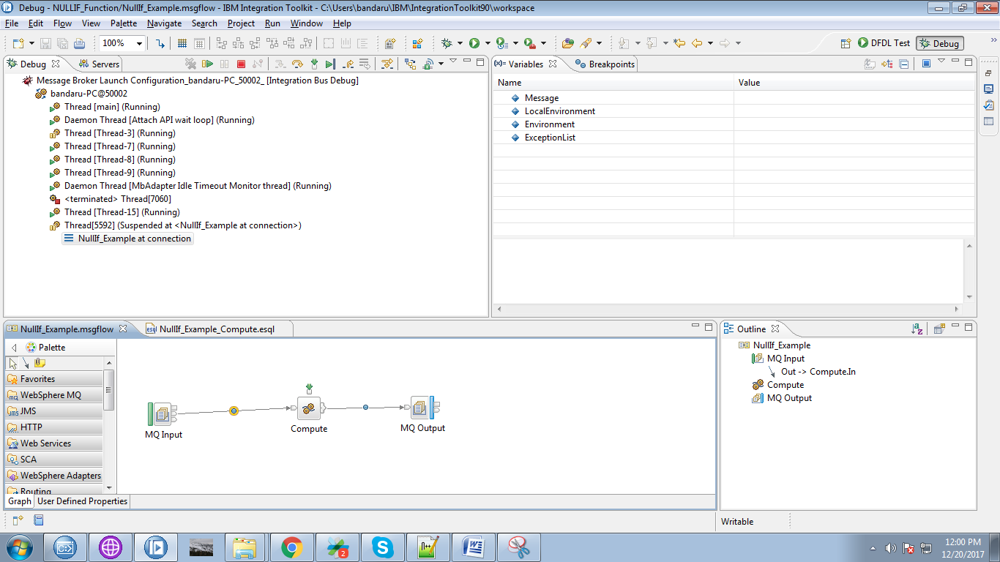 Debug - NULLIF_Function/NullIf_Example.msgflow - IBM Integration Toolkit - C:\Users\bandaru\IBM\IntegrationToolkit90\workspace
File Edit Flow View Palette Navigate Search Project Run Window Help
100% DFDL Test Debug
Debug Servers
Message Broker Launch Configuration_bandaru-PC_50002_ [Integration Bus Debug]
bandaru-PC@50002
Thread [main] (Running)
Daemon Thread [Attach API wait loop] (Running)
Thread [Thread-3] (Running)
Thread [Thread-7] (Running)
Thread [Thread-8] (Running)
Thread [Thread-9] (Running)
Daemon Thread [MbAdapter Idle Timeout Monitor thread] (Running)
<terminated> Thread[7060]
Thread [Thread-15] (Running)
Thread[5592] (Suspended at <NullIf_Example at connection>)
NullIf_Example at connection
Variables Breakpoints
Name Value
Message
LocalEnvironment
Environment
ExceptionList
NullIf_Example.msgflow NullIf_Example_Compute.esql
Palette
Favorites
WebSphere MQ
JMS
HTTP
Web Services
SCA
WebSphere Adapters
Routing
MQ Input
Compute
MQ Output
Graph User Defined Properties
Outline
NullIf_Example
MQ Input
Out -> Compute.In
Compute
MQ Output
Writable
2
12:00 PM
12/20/2017